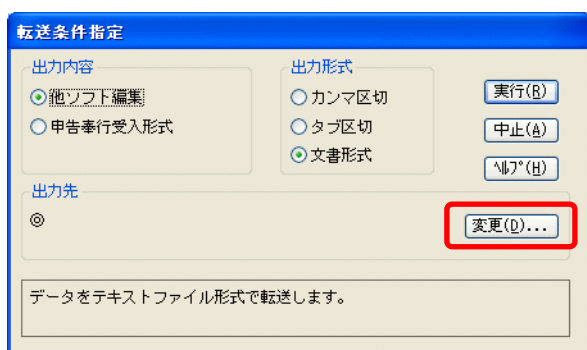 転送条件指定
出力内容
他ソフト編集
申告奉行受入形式
出力形式
カンマ区切
タブ区切
文書形式
実行(R)
中止(A)
ﾍﾙﾌﾟ(H)
出力先
◎
変更(D)...
データをテキストファイル形式で転送します。